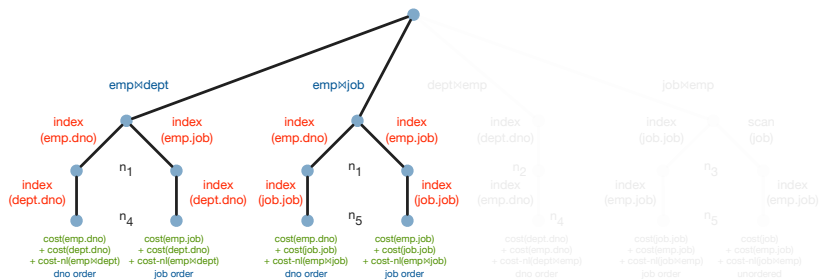 emp⋈dept
emp⋈job
dept⋈emp
job⋈emp
index
(emp.dno)
index
(emp.job)
index
(emp.dno)
index
(emp.job)
index
(dept.dno)
index
(job.job)
scan
(job)
n1
n1
n2
n3
index
(dept.dno)
index
(dept.dno)
index
(job.job)
index
(job.job)
index
(emp.dno)
index
(emp.job)
index
(emp.job)
n4
n5
n4
n5
cost(emp.dno)
+ cost(dept.dno)
+ cost-nl(emp⋈dept)
dno order
cost(emp.job)
+ cost(dept.dno)
+ cost-nl(emp⋈dept)
job order
cost(emp.dno)
+ cost(job.job)
+ cost-nl(emp⋈job)
dno order
cost(emp.job)
+ cost(job.job)
+ cost-nl(emp⋈job)
job order
cost(dept.dno)
+ cost(emp.dno)
+ cost-nl(dept⋈emp)
dno order
cost(job.job)
+ cost(emp.job)
+ cost-nl(job⋈emp)
job order
cost(job)
+ cost(emp.job)
+ cost-nl(job⋈emp)
unordered